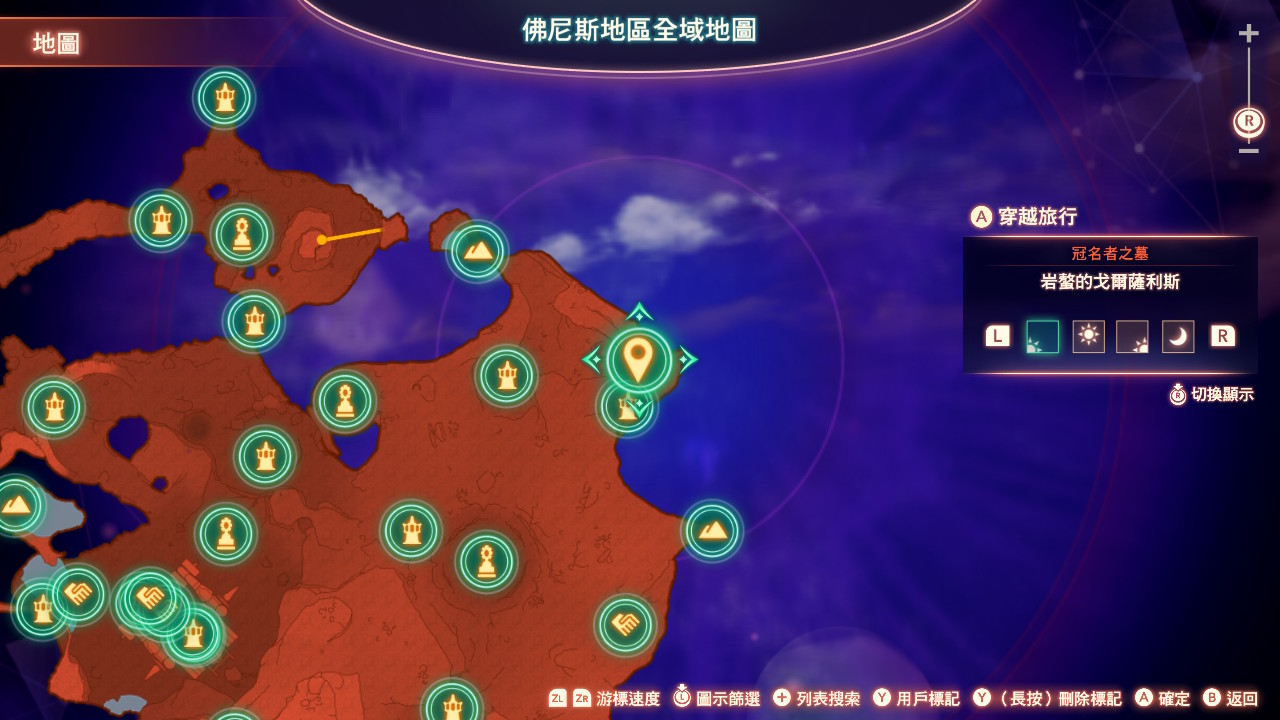 佛尼斯地區全域地圖
地圖
R
A 穿越旅行
冠名者之墓
岩螯的戈爾薩利斯
L R
R 切換顯示
ZL ZR 游標速度 L 圖示篩選 + 列表搜索 Y 用戶標記 Y （長按）刪除標記 A 確定 B 返回